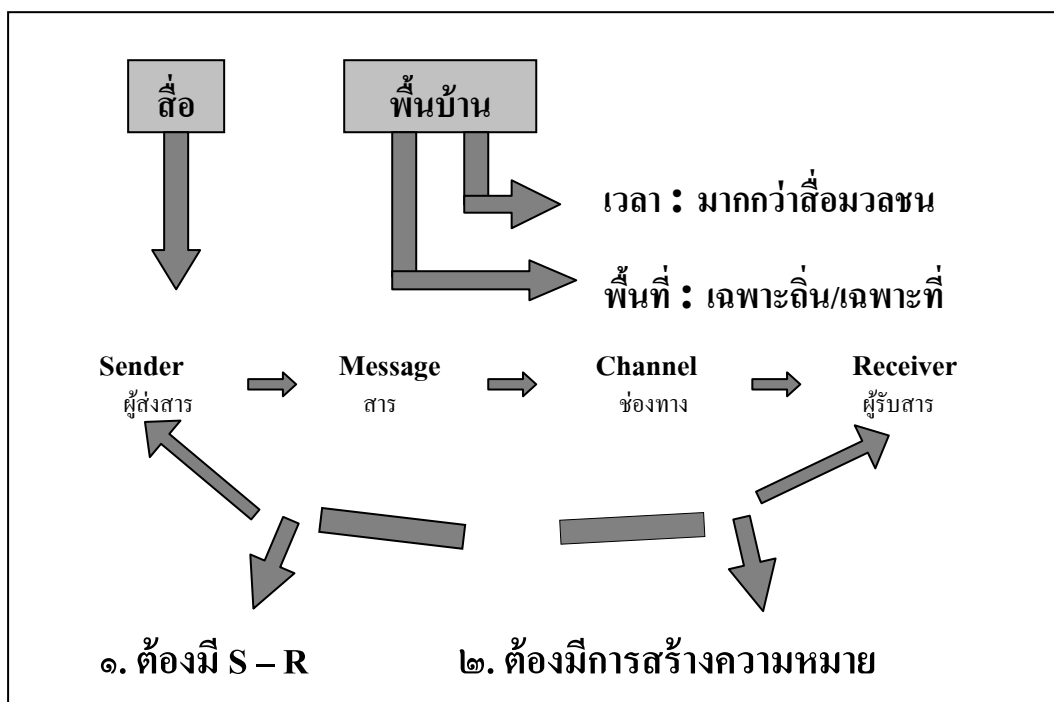 สื่อ พื้นบ้าน
เวลา : มากกว่าสื่อมวลชน
พื้นที่ : เฉพาะถิ่น/เฉพาะที่
Sender Message Channel Receiver
ผู้ส่งสาร สาร ช่องทาง ผู้รับสาร
๑. ต้องมี S – R ๒. ต้องมีการสร้างความหมาย